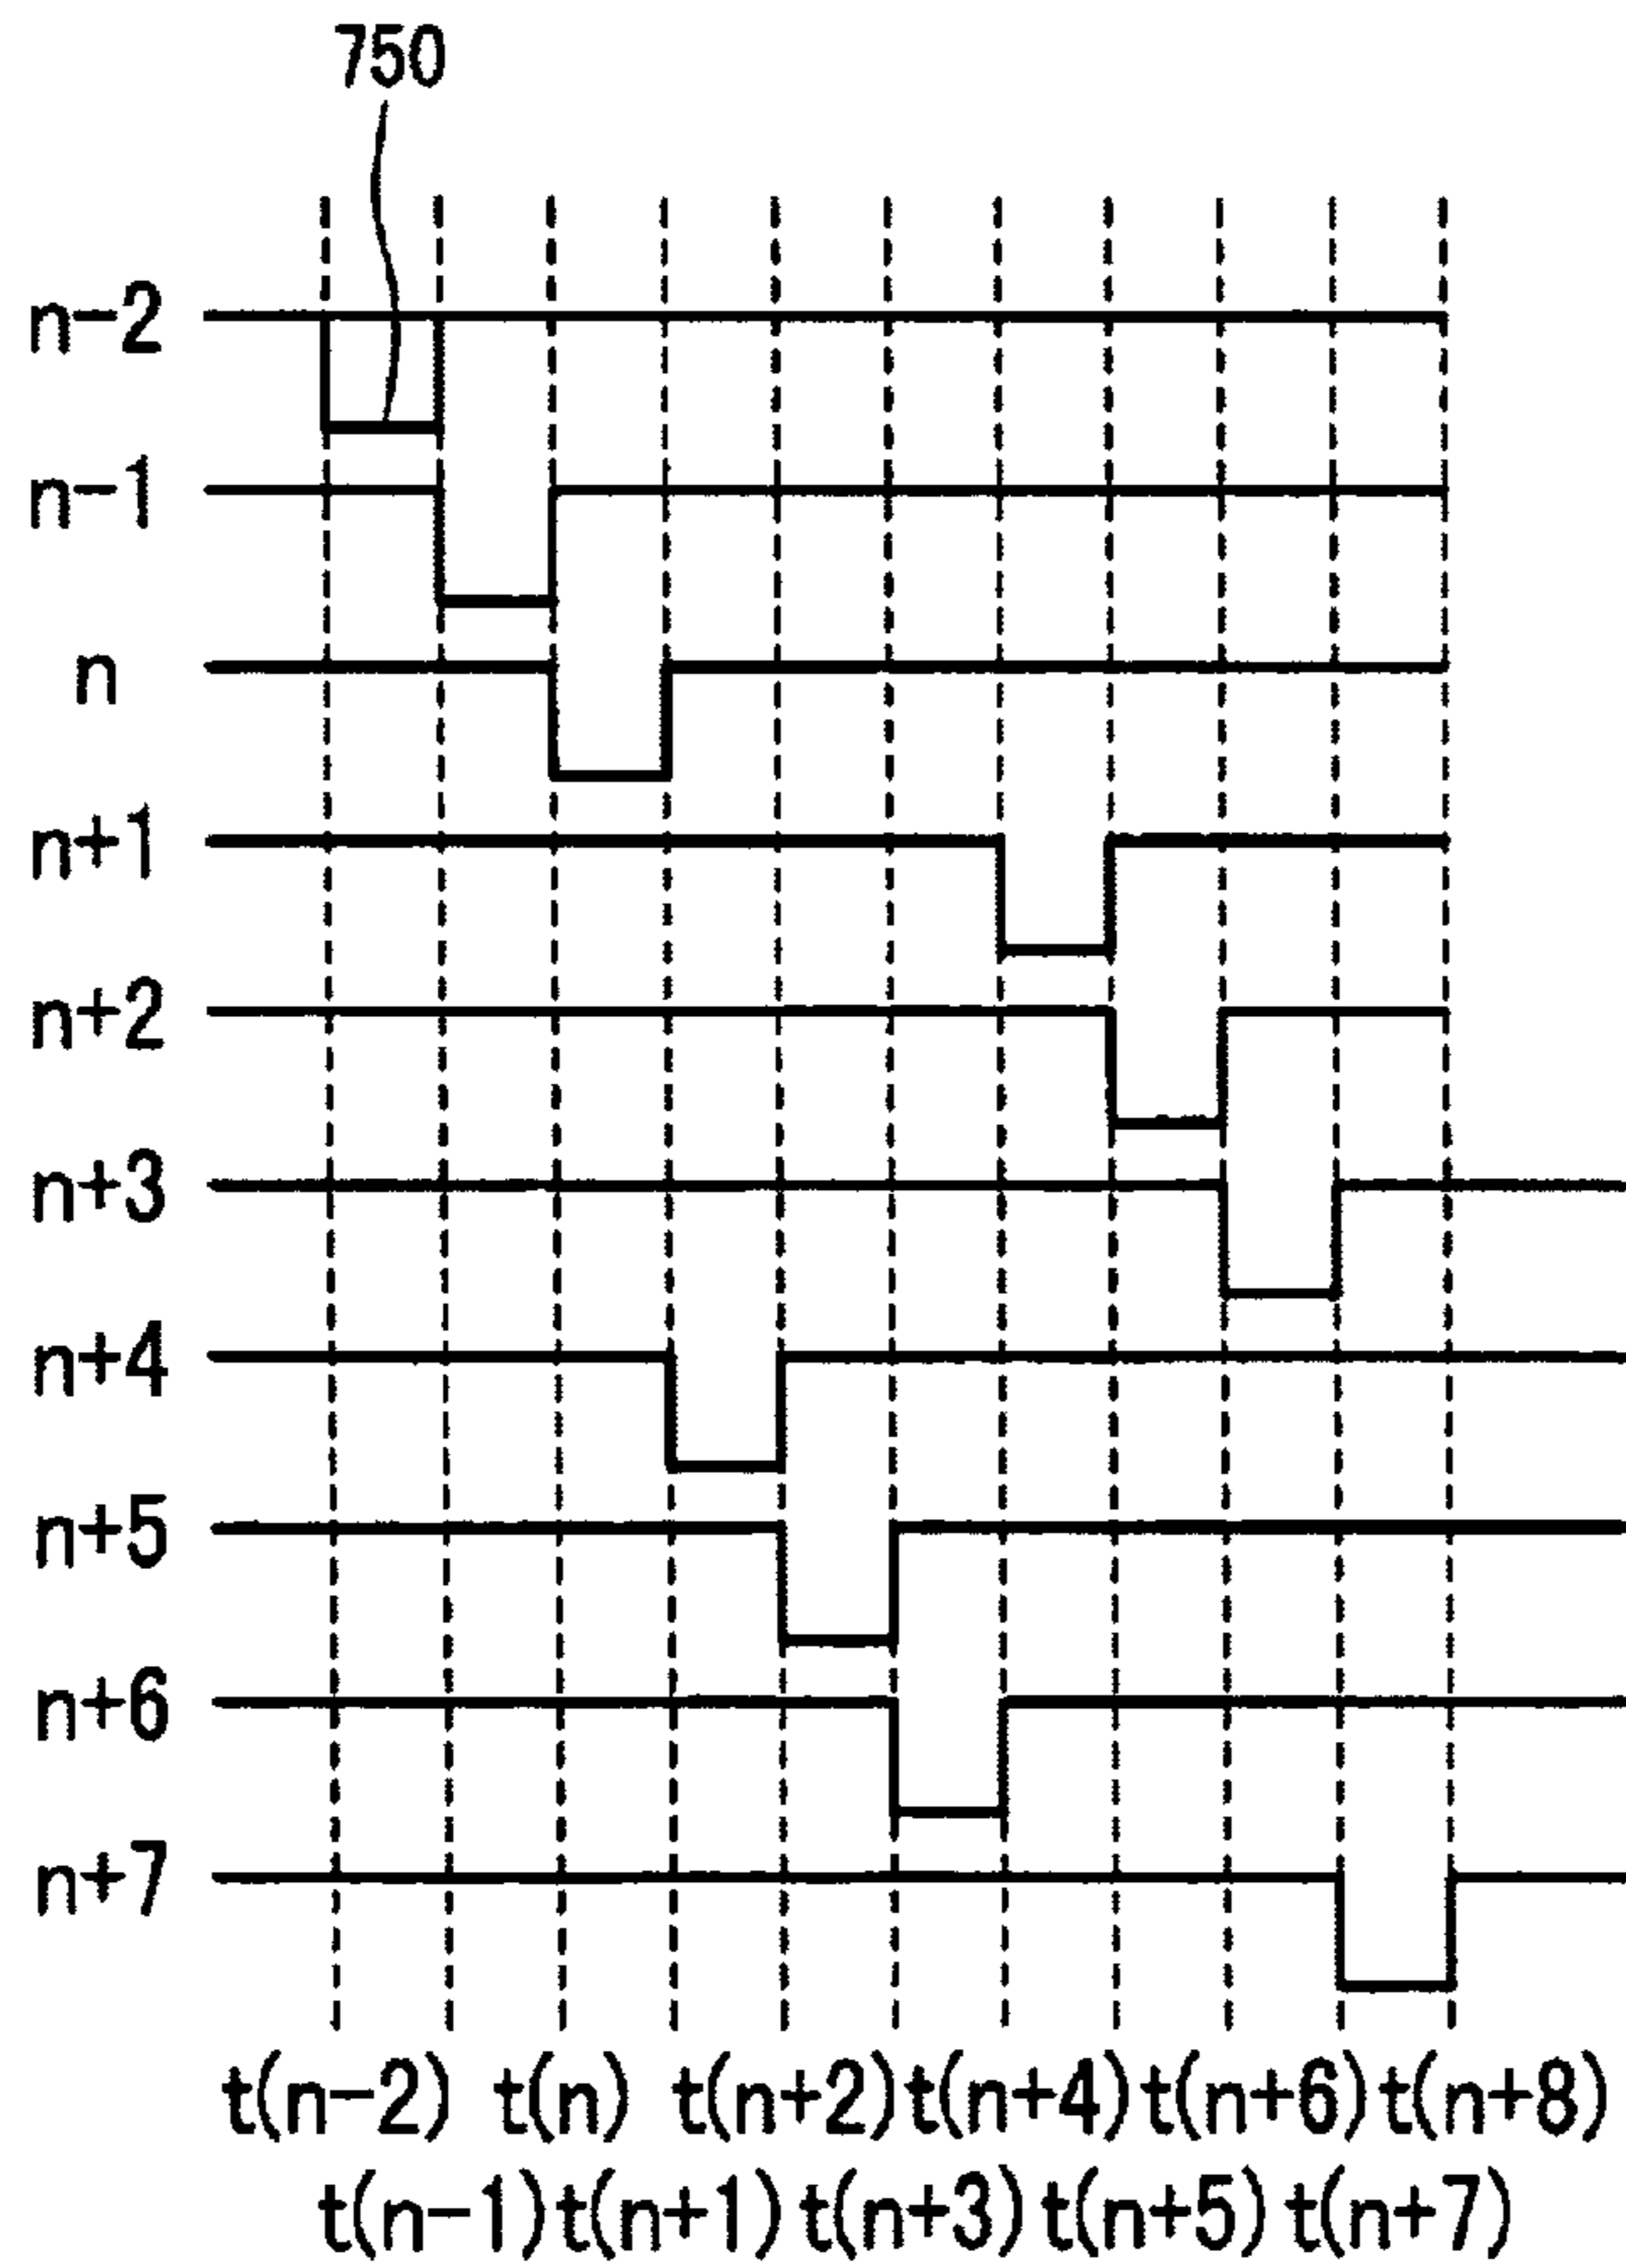 750
n-2
n-1
n
n+1
n+2
n+3
n+4
n+5
n+6
n+7
t(n-2) t(n) t(n+2) t(n+4) t(n+6) t(n+8)
t(n-1) t(n+1) t(n+3) t(n+5) t(n+7)